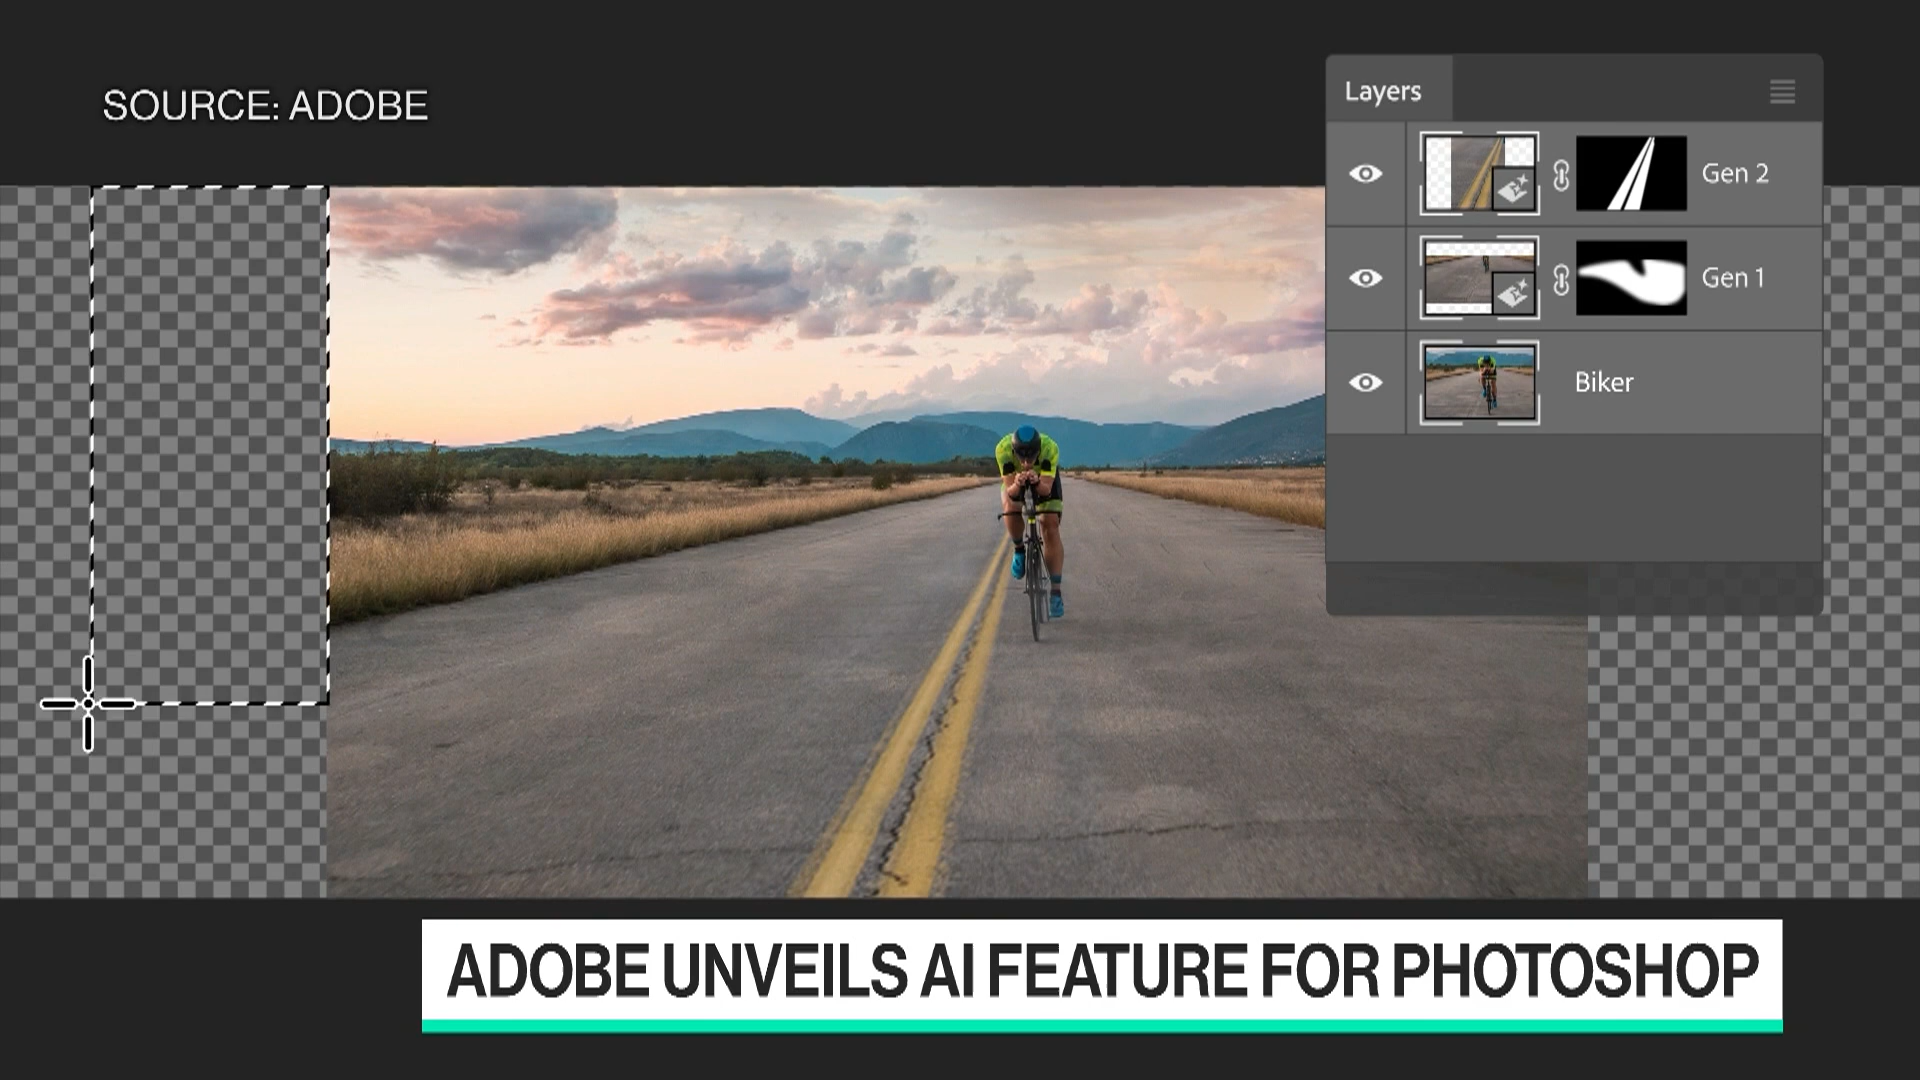 SOURCE: ADOBE
Layers
Gen 2
Gen 1
Biker
ADOBE UNVEILS AI FEATURE FOR PHOTOSHOP